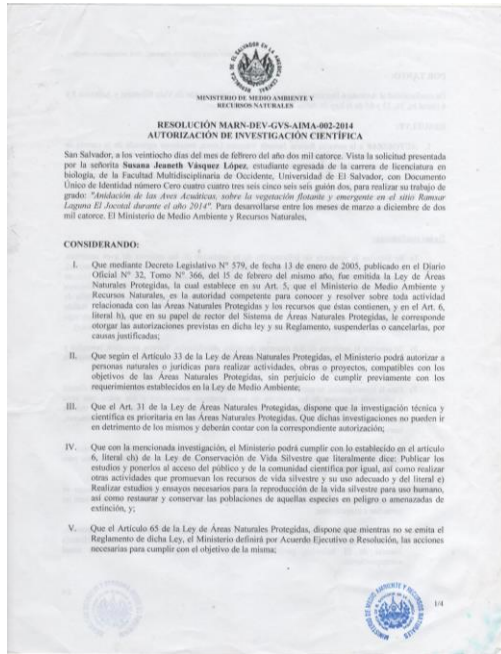 MINISTERIO DE MEDIO AMBIENTE Y
RECURSOS NATURALES
RESOLUCIÓN MARN-DEV-GVS-AIMA-002-2014
AUTORIZACIÓN DE INVESTIGACIÓN CIENTÍFICA
San Salvador, a los veintiocho días del mes de febrero del año dos mil catorce. Vista la solicitud presentada
por la señorita Susana Jeaneth Vásquez López, estudiante egresada de la carrera de licenciatura en
biología, de la Facultad Multidisciplinaria de Occidente, Universidad de El Salvador, con Documento
Único de Identidad número Cero cuatro cuatro tres seis cinco seis seis guión dos, para realizar su trabajo de
grado: "Anidación de las Aves Acuáticas, sobre la vegetación flotante y emergente en el sitio Ramsar
Laguna El Jocotal durante el año 2014". Para desarrollarse entre los meses de marzo a diciembre de dos
mil catorce. El Ministerio de Medio Ambiente y Recursos Naturales,
CONSIDERANDO:
I. Que mediante Decreto Legislativo N° 579, de fecha 13 de enero de 2005, publicado en el Diario
Oficial N° 32, Tomo N° 366, del 15 de febrero del mismo año, fue emitida la Ley de Áreas
Naturales Protegidas, la cual establece en su Art. 5, que el Ministerio de Medio Ambiente y
Recursos Naturales, es la autoridad competente para conocer y resolver sobre toda actividad
relacionada con las Áreas Naturales Protegidas y los recursos que éstas contienen, y en el Art. 6,
literal h), que en su papel de rector del Sistema de Áreas Naturales Protegidas, le corresponde
otorgar las autorizaciones previstas en dicha ley y su Reglamento, suspenderlas o cancelarlas, por
causas justificadas;
II. Que según el Artículo 33 de la Ley de Áreas Naturales Protegidas, el Ministerio podrá autorizar a
personas naturales o jurídicas para realizar actividades, obras o proyectos, compatibles con los
objetivos de las Áreas Naturales Protegidas, sin perjuicio de cumplir previamente con los
requerimientos establecidos en la Ley de Medio Ambiente;
III. Que el Art. 31 de la Ley de Áreas Naturales Protegidas, dispone que la investigación técnica y
científica es prioritaria en las Áreas Naturales Protegidas. Que dichas investigaciones no pueden ir
en detrimento de los mismos y deberán contar con la correspondiente autorización;
IV. Que con la mencionada investigación, el Ministerio podrá cumplir con lo establecido en el artículo
6, literal ch) de la Ley de Conservación de Vida Silvestre que literalmente dice: Publicar los
estudios y ponerlos al acceso del público y de la comunidad científica por igual, así como realizar
otras actividades que promuevan los recursos de vida silvestre y su uso adecuado y del literal e)
Realizar estudios y ensayos necesarios para la reproducción de la vida silvestre para uso humano,
así como restaurar y conservar las poblaciones de aquellas especies en peligro o amenazadas de
extinción, y;
V. Que el Artículo 65 de la Ley de Áreas Naturales Protegidas, dispone que mientras no se emita el
Reglamento de dicha Ley, el Ministerio definirá por Acuerdo Ejecutivo o Resolución, las acciones
necesarias para cumplir con el objetivo de la misma;
MINISTERIO DE MEDIO AMBIENTE Y RECURSOS NATURALES
1/4